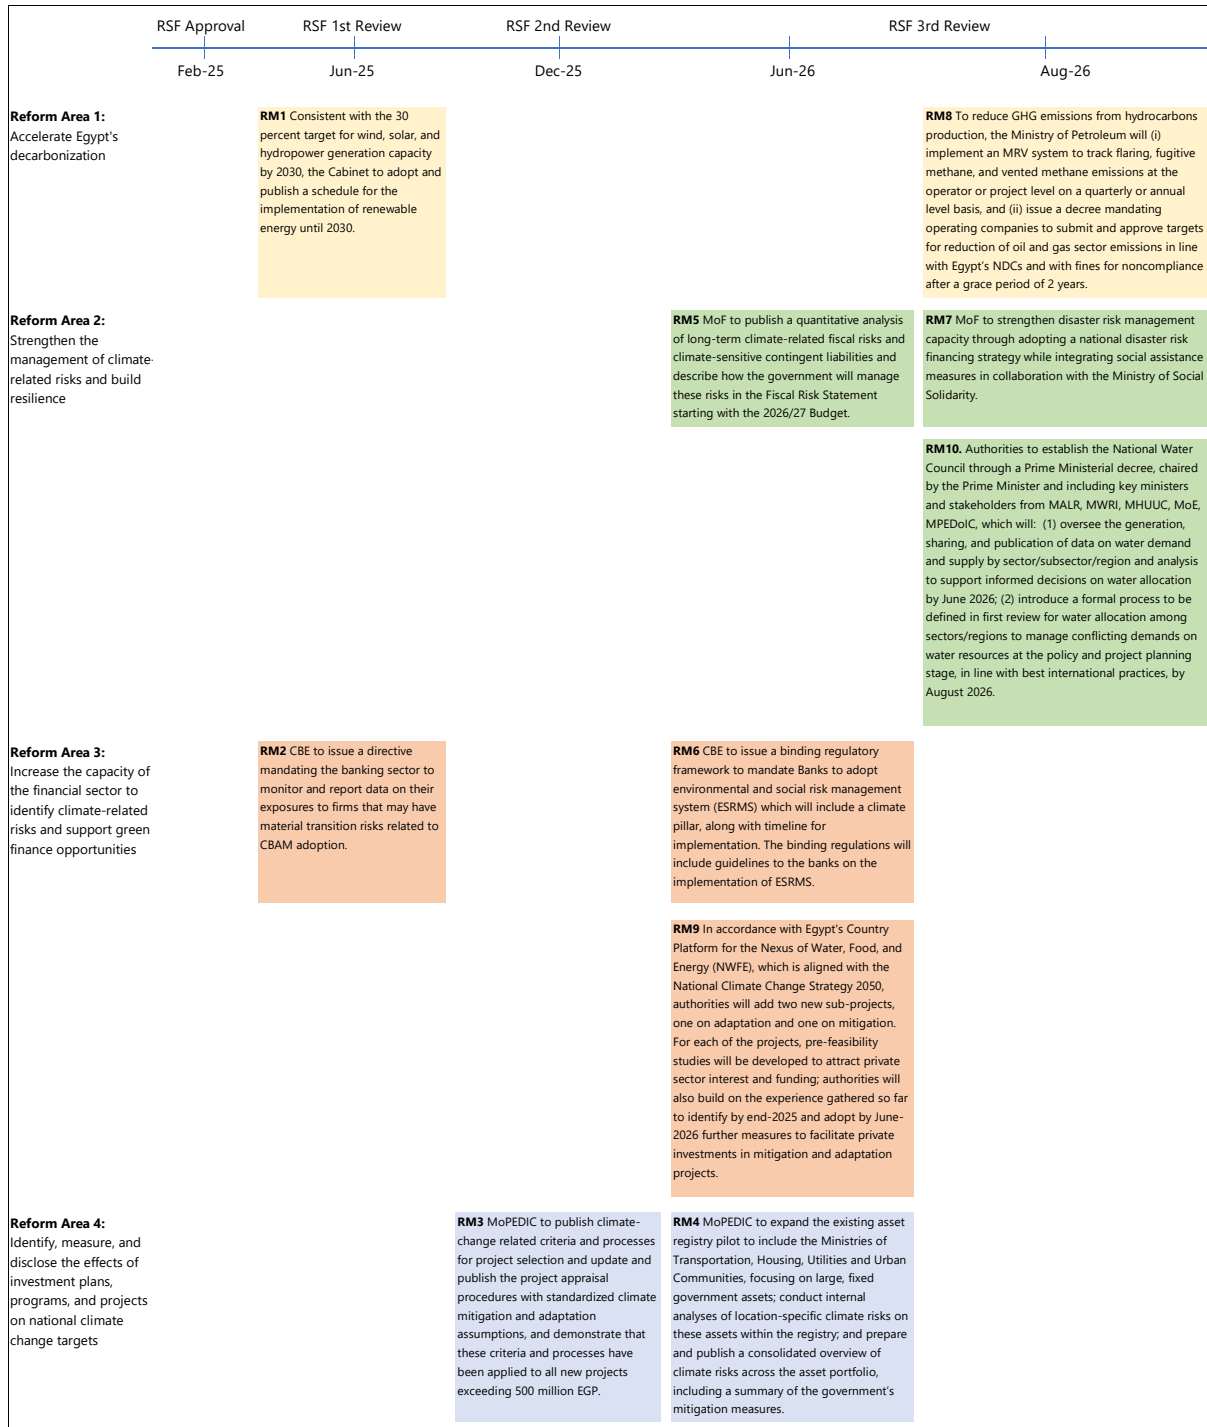 RSF Approval
RSF 1st Review
RSF 2nd Review
RSF 3rd Review
Feb-25
Jun-25
Dec-25
Jun-26
Aug-26
Reform Area 1:
Accelerate Egypt's
decarbonization
RM1 Consistent with the 30
percent target for wind, solar, and
hydropower generation capacity
by 2030, the Cabinet to adopt and
publish a schedule for the
implementation of renewable
energy until 2030.
RM8 To reduce GHG emissions from hydrocarbons
production, the Ministry of Petroleum will (i)
implement an MRV system to track flaring, fugitive
methane, and vented methane emissions at the
operator or project level on a quarterly or annual
level basis, and (ii) issue a decree mandating
operating companies to submit and approve targets
for reduction of oil and gas sector emissions in line
with Egypt's NDCs and with fines for noncompliance
after a grace period of 2 years.
Reform Area 2:
Strengthen the
management of climate-
related risks and build
resilience
RM5 MoF to publish a quantitative analysis
of long-term climate-related fiscal risks and
climate-sensitive contingent liabilities and
describe how the government will manage
these risks in the Fiscal Risk Statement
starting with the 2026/27 Budget.
RM7 MoF to strengthen disaster risk management
capacity through adopting a national disaster risk
financing strategy while integrating social assistance
measures in collaboration with the Ministry of Social
Solidarity.
RM10. Authorities to establish the National Water
Council through a Prime Ministerial decree, chaired
by the Prime Minister and including key ministers
and stakeholders from MALR, MWRI, MHUUC, MoE,
MPEDoIC, which will:  (1) oversee the generation,
sharing, and publication of data on water demand
and supply by sector/subsector/region and analysis
to support informed decisions on water allocation
by June 2026; (2) introduce a formal process to be
defined in first review for water allocation among
sectors/regions to manage conflicting demands on
water resources at the policy and project planning
stage, in line with best international practices, by
August 2026.
Reform Area 3:
Increase the capacity of
the financial sector to
identify climate-related
risks and support green
finance opportunities
RM2 CBE to issue a directive
mandating the banking sector to
monitor and report data on their
exposures to firms that may have
material transition risks related to
CBAM adoption.
RM6 CBE to issue a binding regulatory
framework to mandate Banks to adopt
environmental and social risk management
system (ESRMS) which will include a climate
pillar, along with timeline for
implementation. The binding regulations will
include guidelines to the banks on the
implementation of ESRMS.
RM9 In accordance with Egypt's Country
Platform for the Nexus of Water, Food, and
Energy (NWFE), which is aligned with the
National Climate Change Strategy 2050,
authorities will add two new sub-projects,
one on adaptation and one on mitigation.
For each of the projects, pre-feasibility
studies will be developed to attract private
sector interest and funding; authorities will
also build on the experience gathered so far
to identify by end-2025 and adopt by June-
2026 further measures to facilitate private
investments in mitigation and adaptation
projects.
Reform Area 4:
Identify, measure, and
disclose the effects of
investment plans,
programs, and projects
on national climate
change targets
RM3 MoPEDIC to publish climate-
change related criteria and processes
for project selection and update and
publish the project appraisal
procedures with standardized climate
mitigation and adaptation
assumptions, and demonstrate that
these criteria and processes have
been applied to all new projects
exceeding 500 million EGP.
RM4 MoPEDIC to expand the existing asset
registry pilot to include the Ministries of
Transportation, Housing, Utilities and Urban
Communities, focusing on large, fixed
government assets; conduct internal
analyses of location-specific climate risks on
these assets within the registry; and prepare
and publish a consolidated overview of
climate risks across the asset portfolio,
including a summary of the government's
mitigation measures.